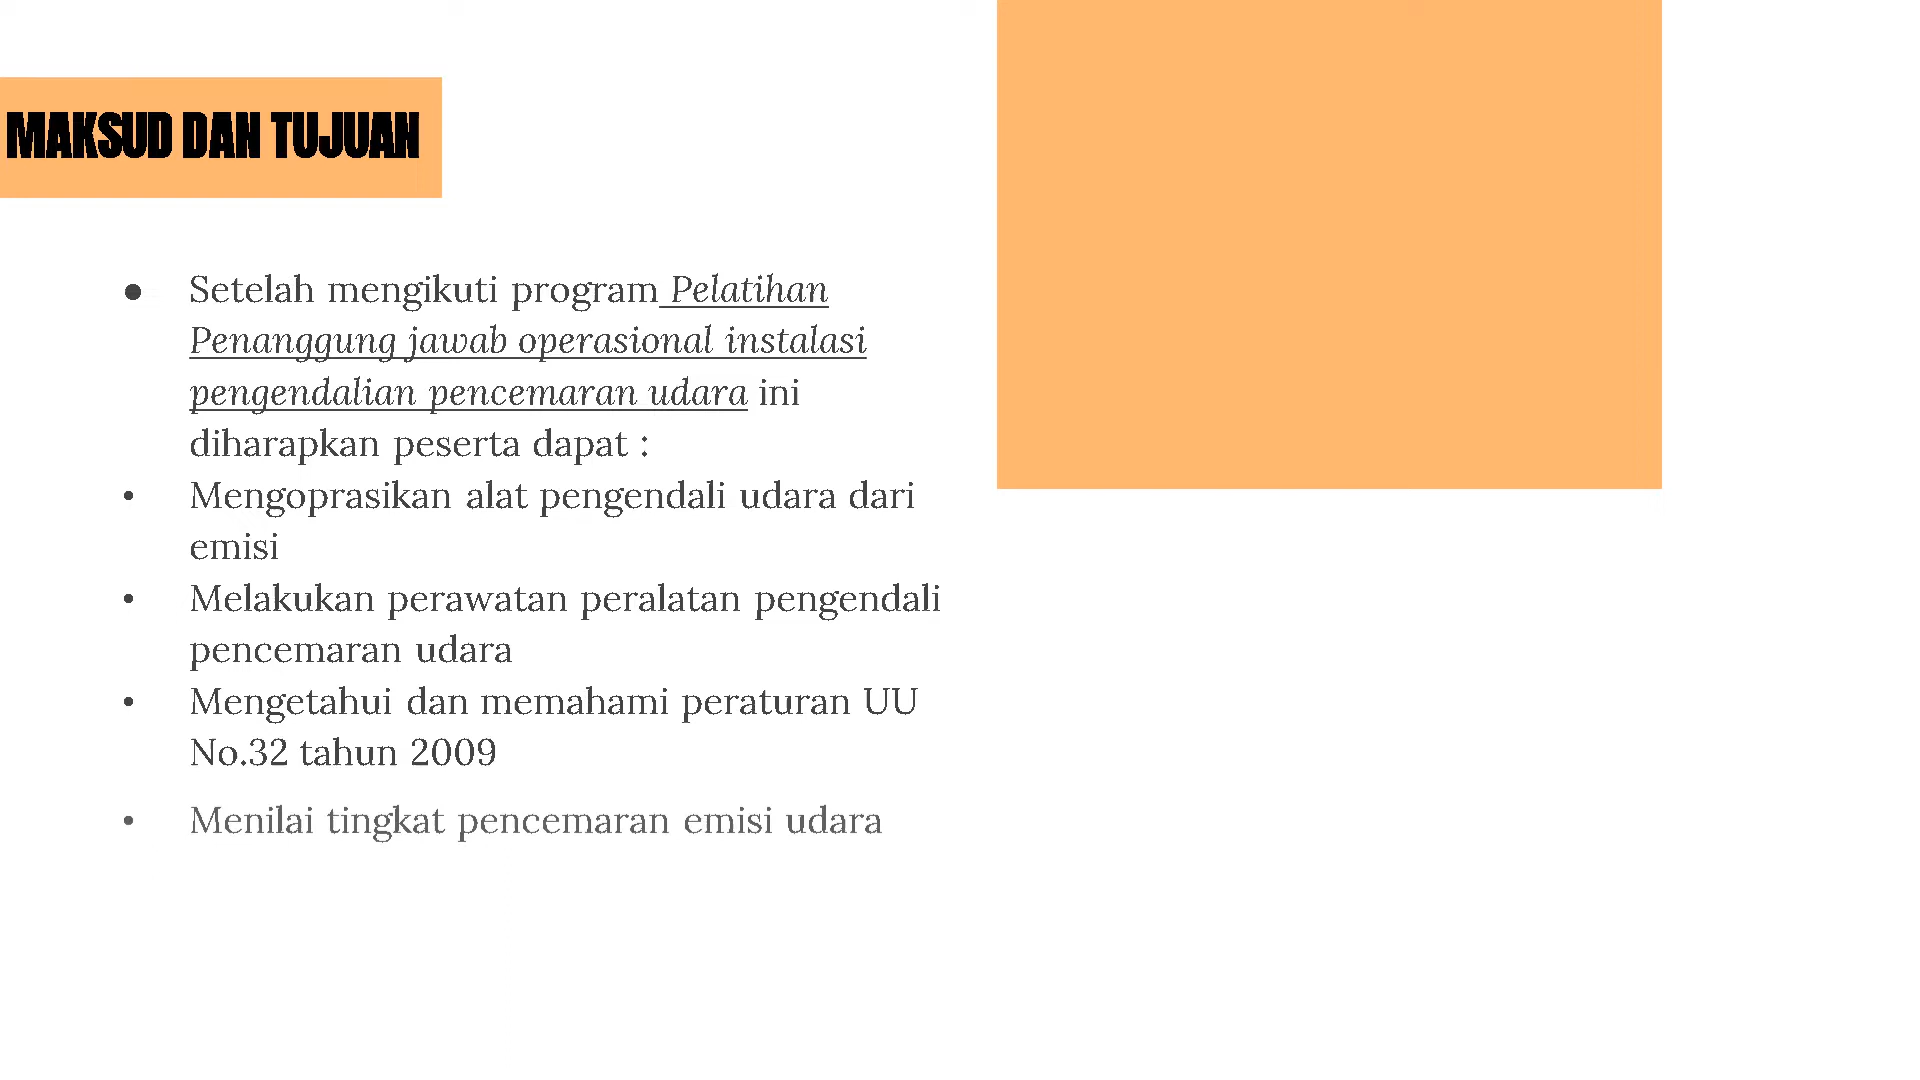 MAKSUD DAN TUJUAN
● Setelah mengikuti program Pelatihan
Penanggung jawab operasional instalasi
pengendalian pencemaran udara ini
diharapkan peserta dapat :
• Mengoprasikan alat pengendali udara dari
emisi
• Melakukan perawatan peralatan pengendali
pencemaran udara
• Mengetahui dan memahami peraturan UU
No.32 tahun 2009
• Menilai tingkat pencemaran emisi udara